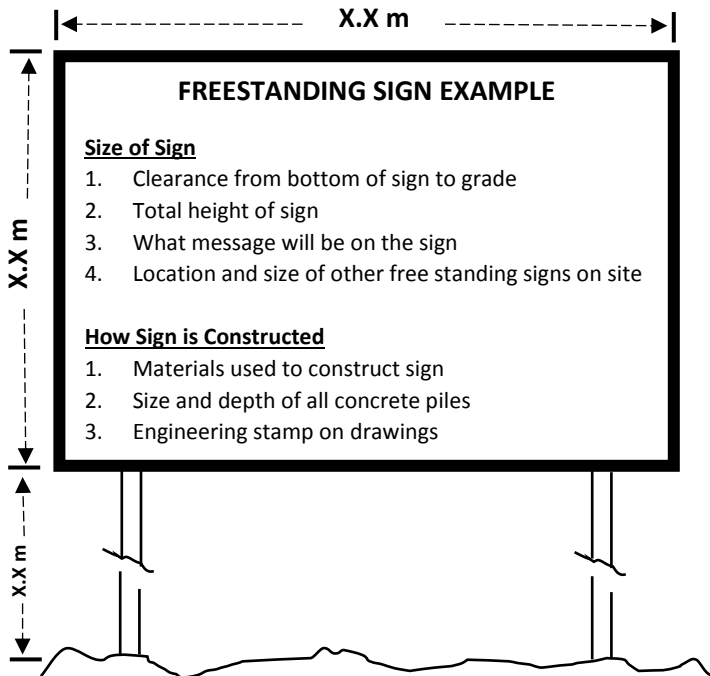 X.X m
FREESTANDING SIGN EXAMPLE
Size of Sign
1. Clearance from bottom of sign to grade
2. Total height of sign
3. What message will be on the sign
4. Location and size of other free standing signs on site
X.X m
How Sign is Constructed
1. Materials used to construct sign
2. Size and depth of all concrete piles
3. Engineering stamp on drawings
X.X m